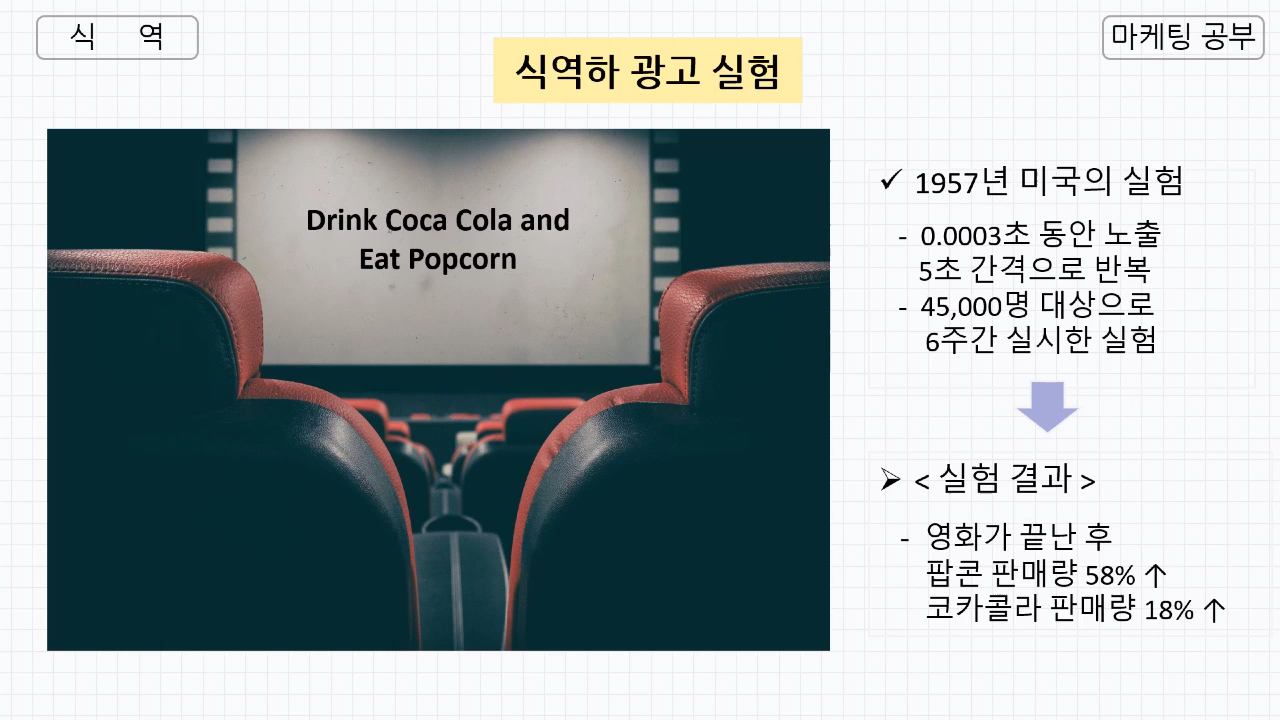 식 역
마케팅 공부
식역하 광고 실험
Drink Coca Cola and
Eat Popcorn
✓ 1957년 미국의 실험
- 0.0003초 동안 노출
5초 간격으로 반복
- 45,000명 대상으로
6주간 실시한 실험
➢ < 실험 결과 >
- 영화가 끝난 후
팝콘 판매량 58% ↑
코카콜라 판매량 18% ↑